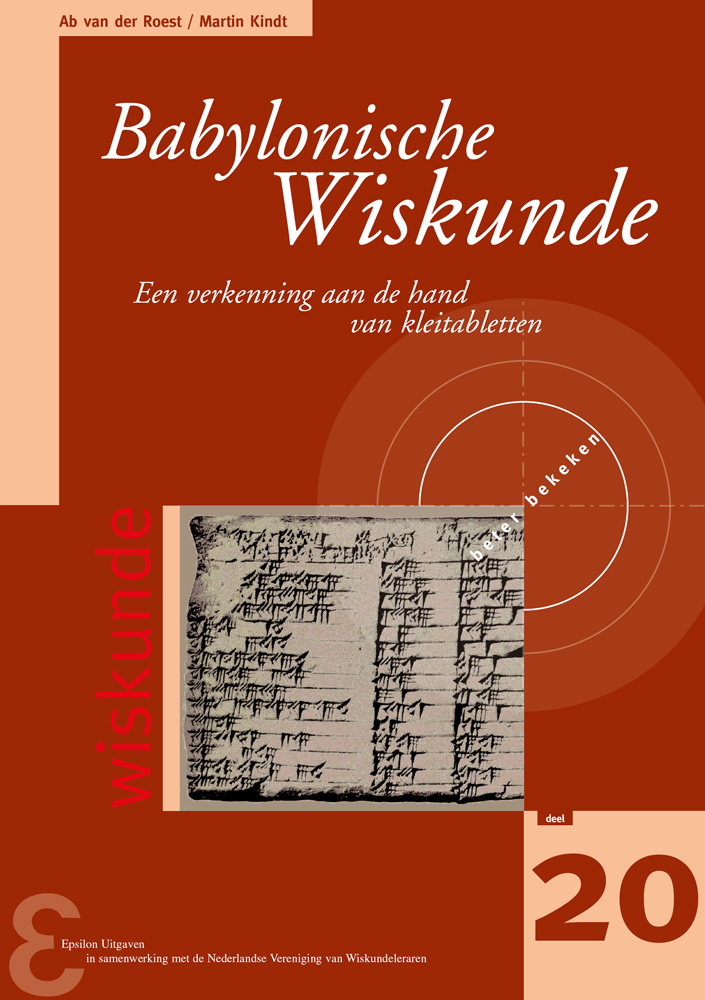 Ab van der Roest / Martin Kindt
Babylonische
Wiskunde
Een verkenning aan de hand
van kleitabletten
beter bekeken
wiskunde
deel
20
ε
Epsilon Uitgaven
in samenwerking met de Nederlandse Vereniging van Wiskundeleraren